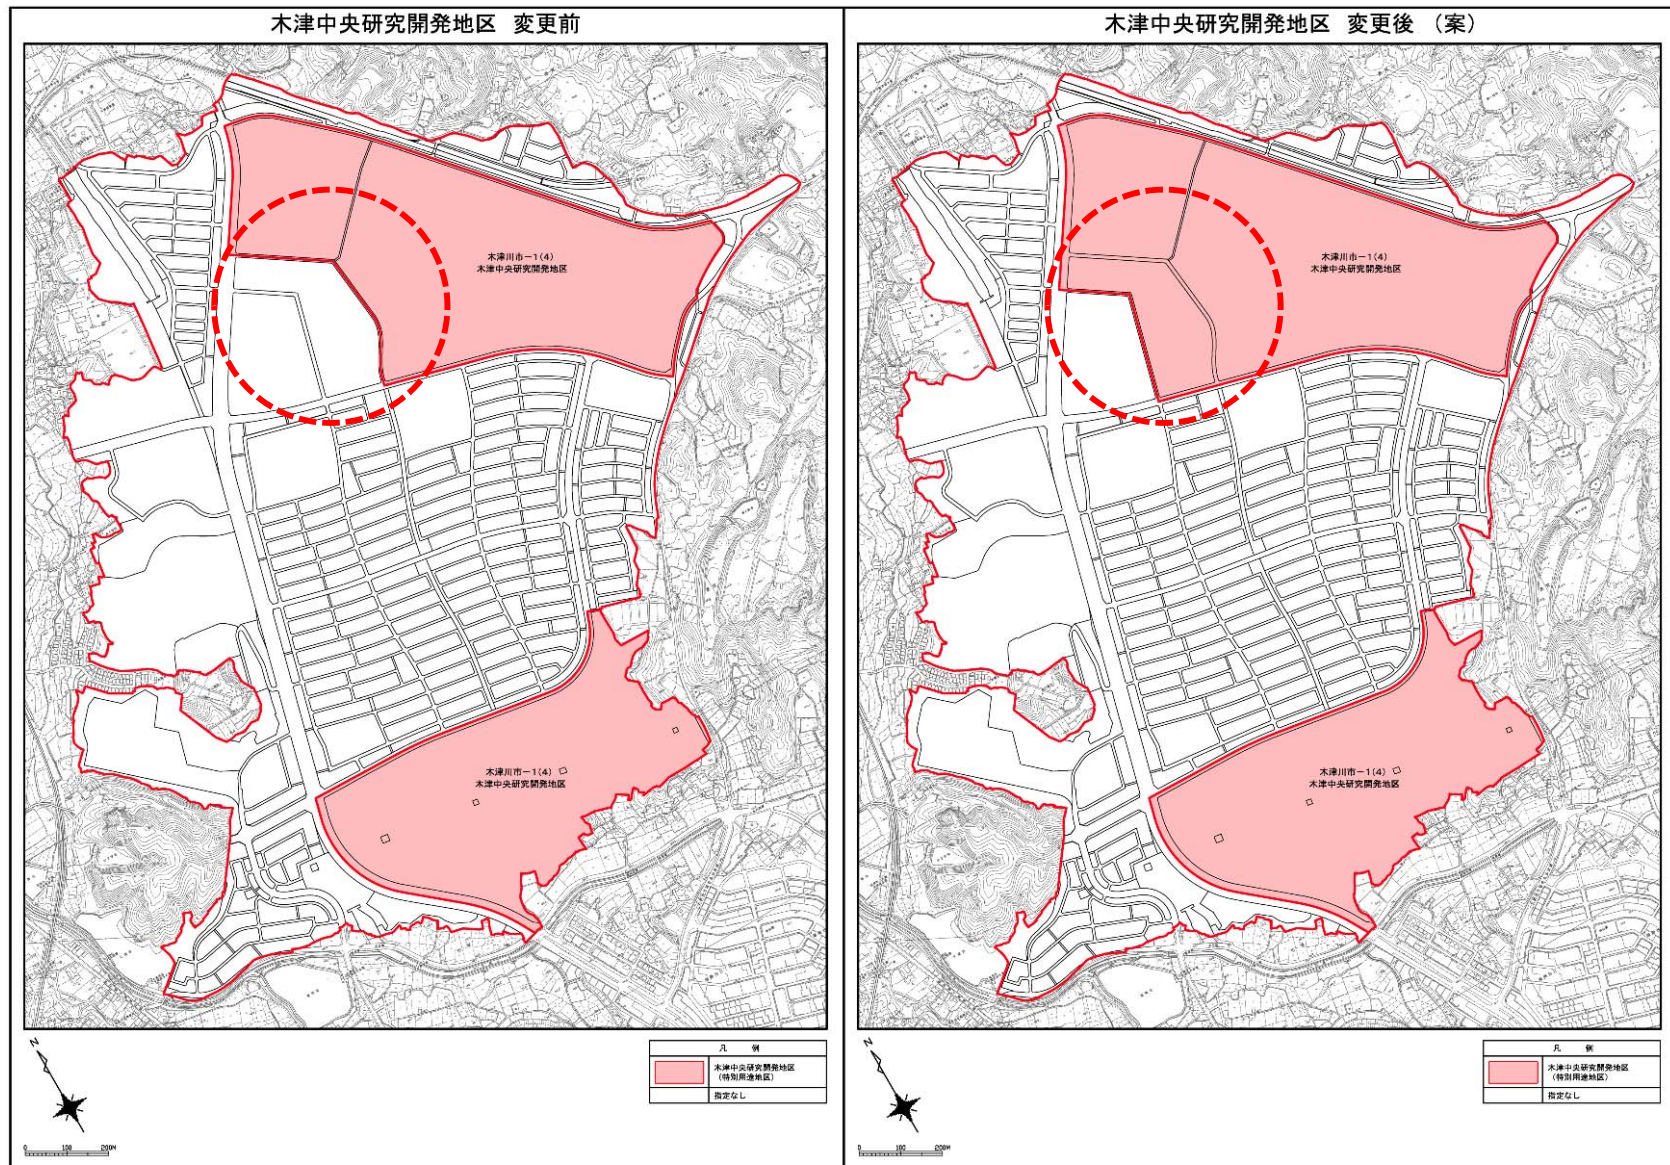 木津中央研究開発地区 変更前
木津川市－1(4)
木津中央研究開発地区
木津川市－1(4)
木津中央研究開発地区
N
0 100 200M
凡 例
木津中央研究開発地区
(特別用途地区)
指定なし
木津中央研究開発地区 変更後 (案)
木津川市－1(4)
木津中央研究開発地区
木津川市－1(4)
木津中央研究開発地区
N
0 100 200M
凡 例
木津中央研究開発地区
(特別用途地区)
指定なし